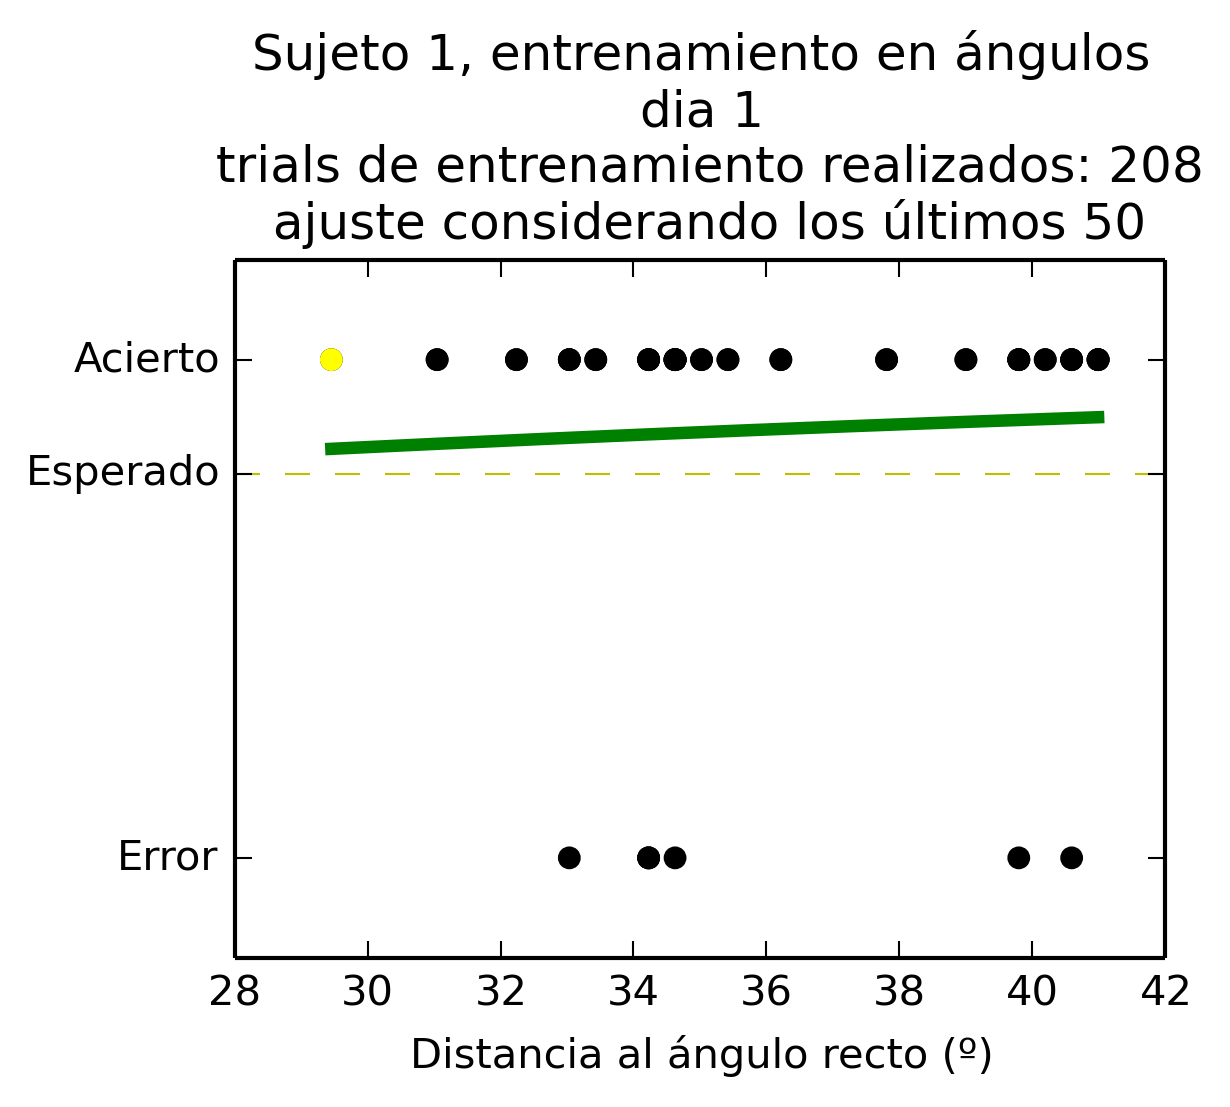 Sujeto 1, entrenamiento en ángulos
dia 1
trials de entrenamiento realizados: 208
ajuste considerando los últimos 50
Acierto
Esperado
Error
28 30 32 34 36 38 40 42
Distancia al ángulo recto (º)